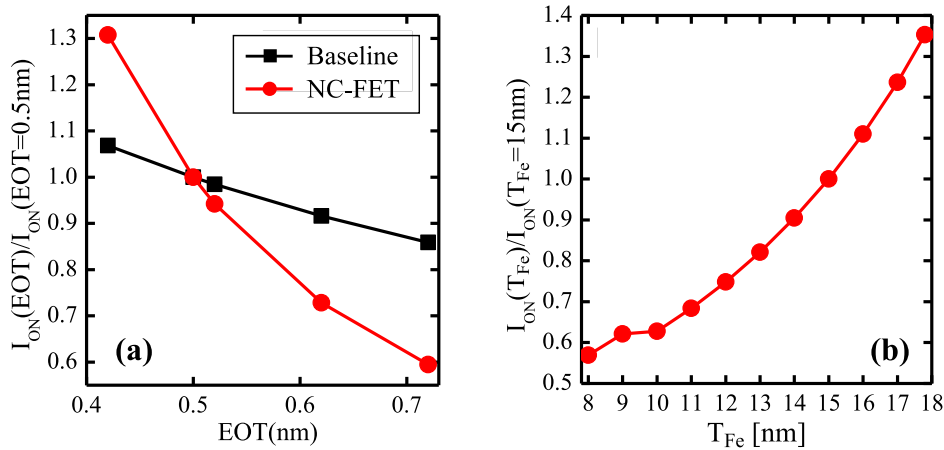 1.3
1.2
1.1
1.0
0.9
0.8
0.7
0.6
I_ON(EOT)/I_ON(EOT=0.5nm)
Baseline
NC-FET
(a)
0.4 0.5 0.6 0.7
EOT(nm)
1.4
1.3
1.2
1.1
1.0
0.9
0.8
0.7
0.6
0.5
I_ON(T_Fe)/I_ON(T_Fe=15nm)
(b)
8 9 10 11 12 13 14 15 16 17 18
T_Fe [nm]